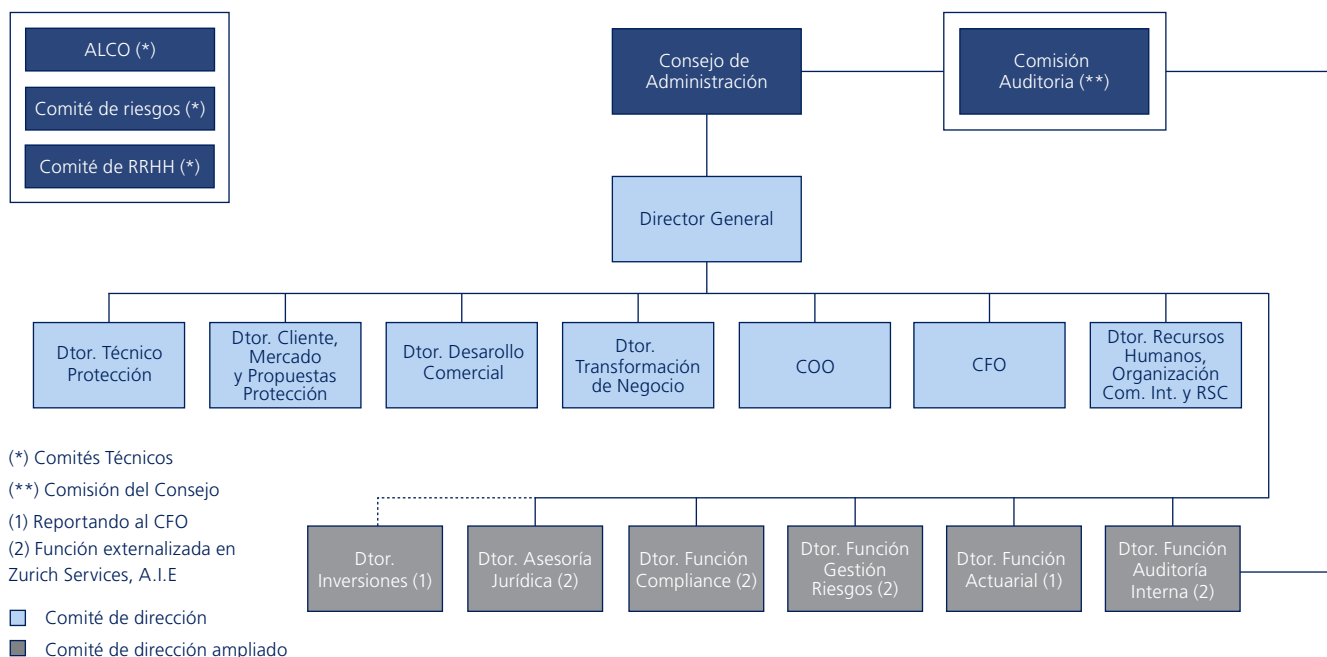 ALCO (*)
Comité de riesgos (*)
Comité de RRHH (*)
Consejo de
Administración
Comisión
Auditoria (**)
Director General
Dtor. Técnico
Protección
Dtor. Cliente,
Mercado
y Propuestas
Protección
Dtor. Desarollo
Comercial
Dtor.
Transformación
de Negocio
COO
CFO
Dtor. Recursos
Humanos,
Organización
Com. Int. y RSC
(*) Comités Técnicos
(**) Comisión del Consejo
(1) Reportando al CFO
(2) Función externalizada en
Zurich Services, A.I.E
Comité de dirección
Comité de dirección ampliado
Dtor.
Inversiones (1)
Dtor. Asesoría
Jurídica (2)
Dtor. Función
Compliance (2)
Dtor. Función
Gestión
Riesgos (2)
Dtor. Función
Actuarial (1)
Dtor. Función
Auditoría
Interna (2)